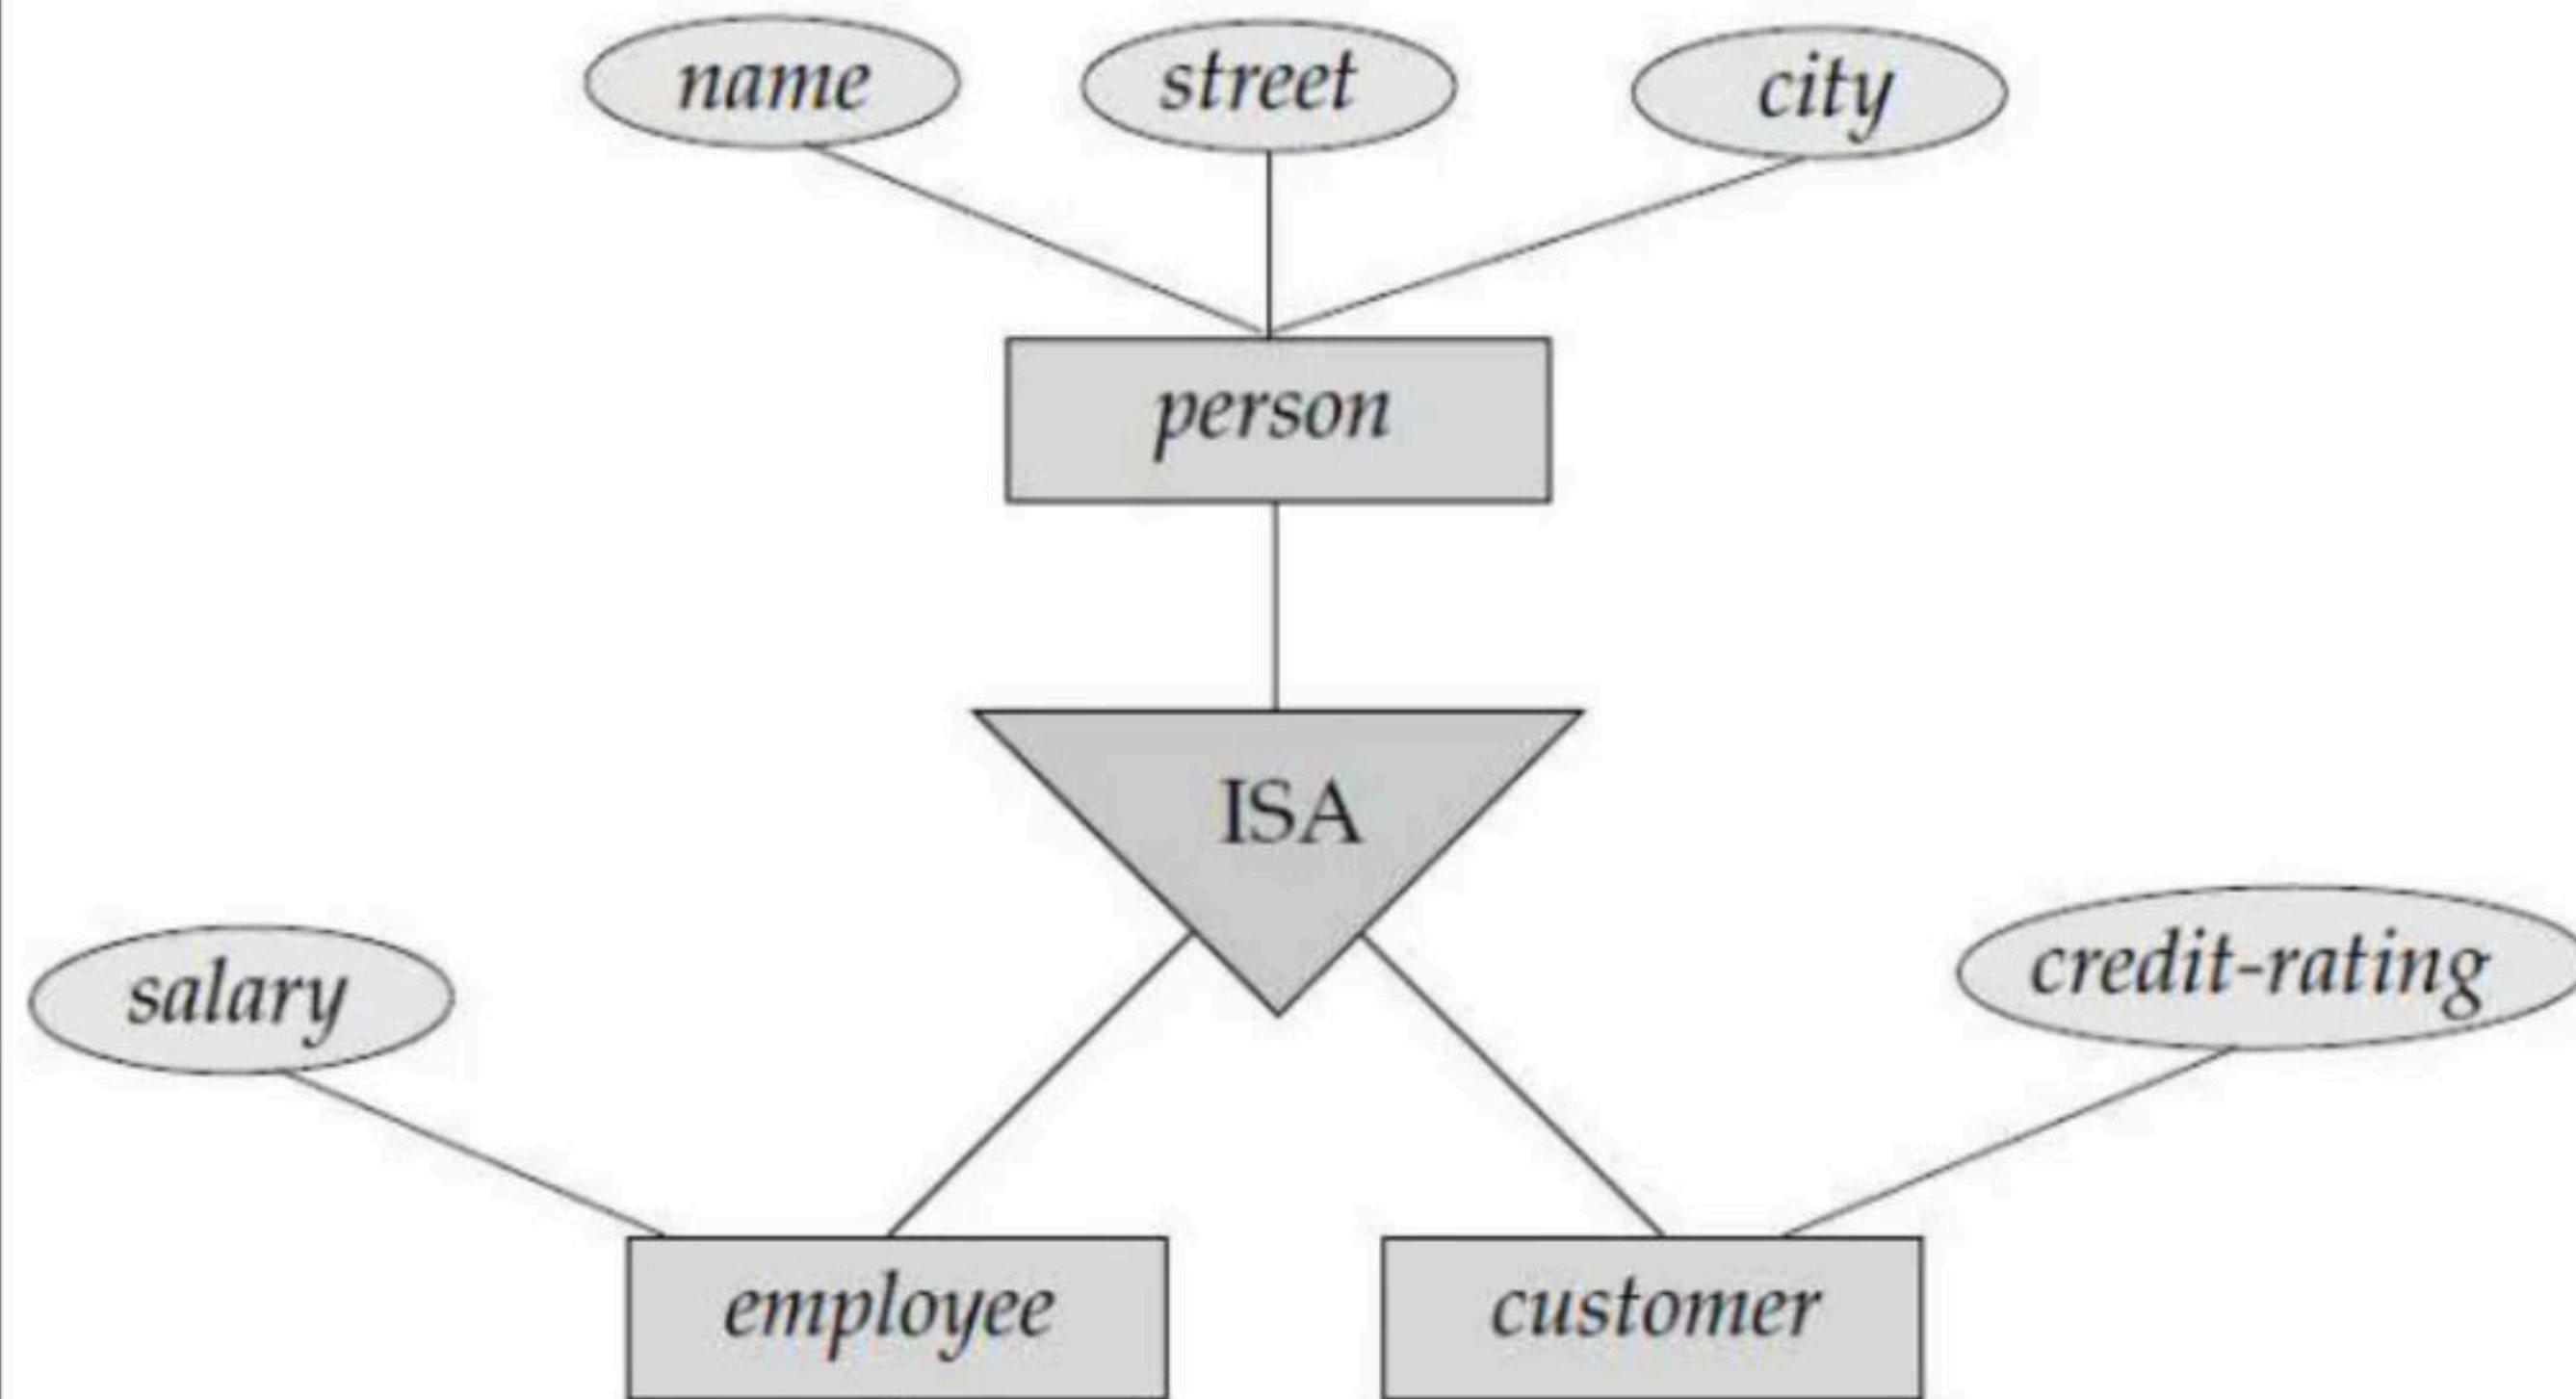 name
street
city
person
ISA
salary
credit-rating
employee
customer